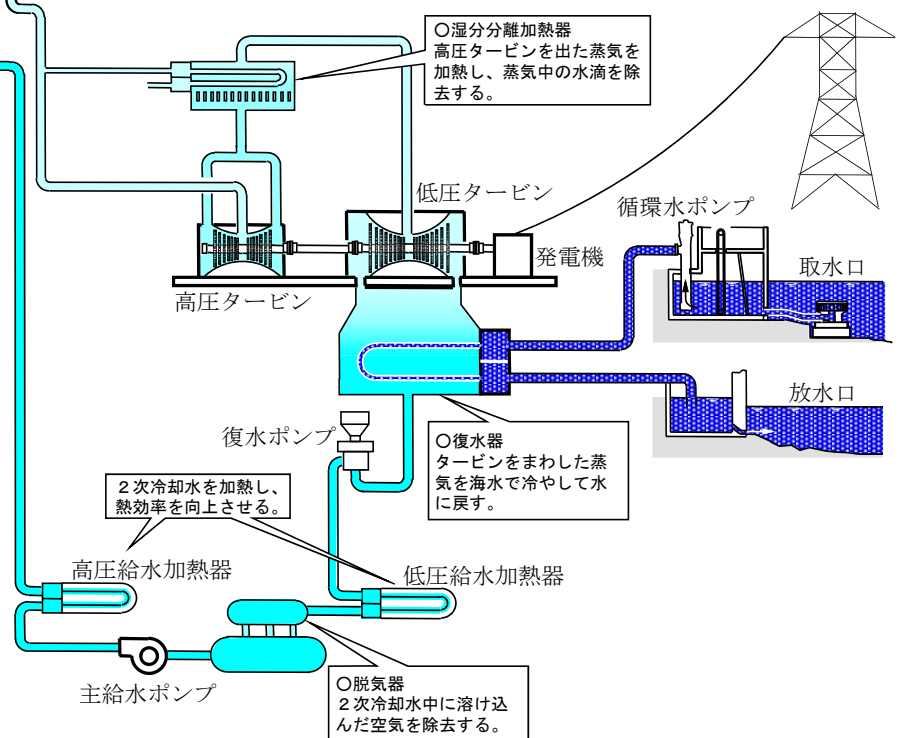 ○湿分分離加熱器
高圧タービンを出た蒸気を
加熱し、蒸気中の水滴を除
去する。
低圧タービン
循環水ポンプ
発電機
取水口
高圧タービン
放水口
復水ポンプ
○復水器
タービンをまわした蒸
気を海水で冷やして水
に戻す。
２次冷却水を加熱し、
熱効率を向上させる。
高圧給水加熱器
低圧給水加熱器
主給水ポンプ
○脱気器
２次冷却水中に溶け込
んだ空気を除去する。